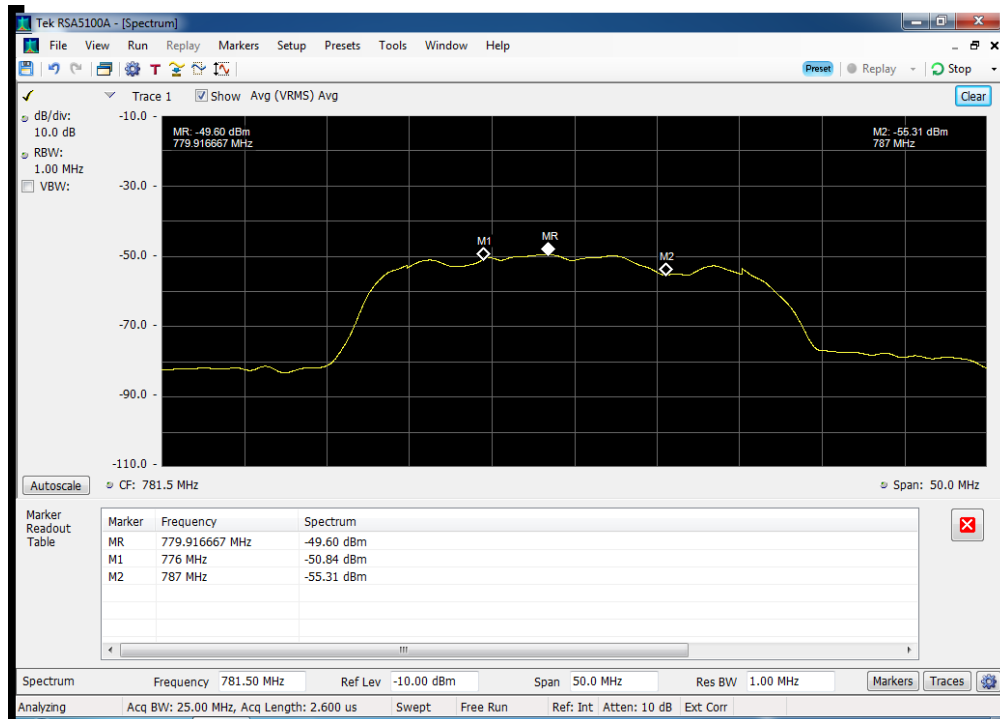 Tek RSA5100A - [Spectrum]
File View Run Replay Markers Setup Presets Tools Window Help
T
Preset Replay Stop
Trace 1 Show Avg (VRMS) Avg Clear
dB/div:
10.0 dB
RBW:
1.00 MHz
VBW:
-10.0
-30.0
-50.0
-70.0
-90.0
-110.0
MR: -49.60 dBm
779.916667 MHz
M2: -55.31 dBm
787 MHz
M1
MR
M2
Autoscale CF: 781.5 MHz Span: 50.0 MHz
Marker
Readout
Table
Marker Frequency Spectrum
MR 779.916667 MHz -49.60 dBm
M1 776 MHz -50.84 dBm
M2 787 MHz -55.31 dBm
Spectrum Frequency 781.50 MHz Ref Lev -10.00 dBm Span 50.0 MHz Res BW 1.00 MHz Markers Traces
Analyzing Acq BW: 25.00 MHz, Acq Length: 2.600 us Swept Free Run Ref: Int Atten: 10 dB Ext Corr